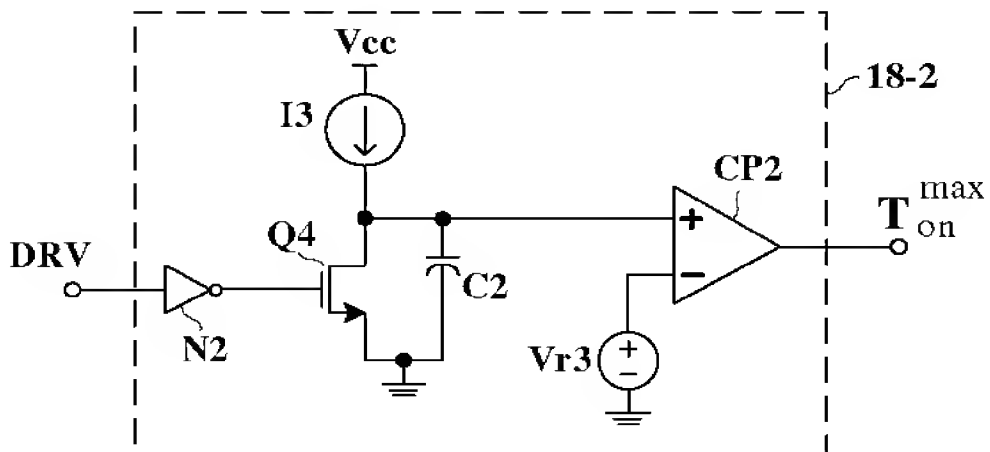 Vcc
I3
18-2
CP2
T on max
Q4
DRV
N2
C2
Vr3
+
−
+
−